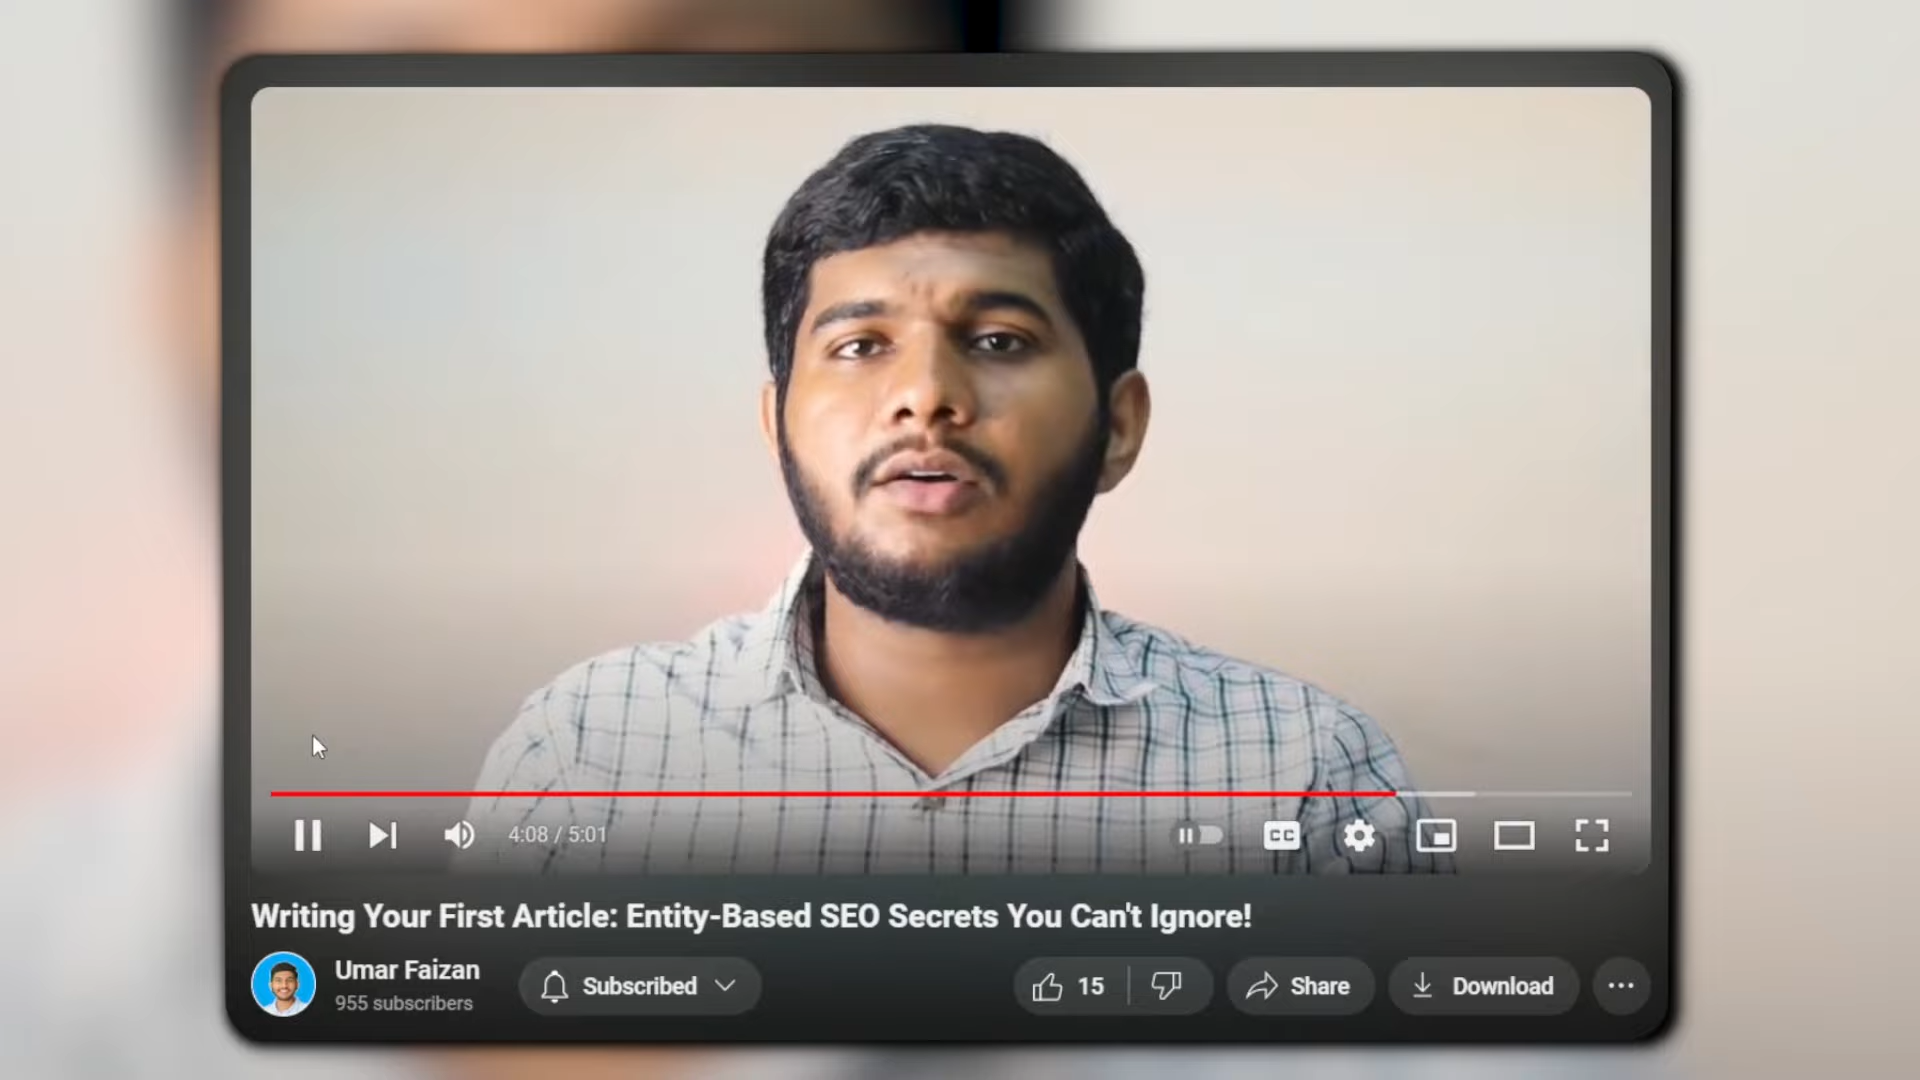 4:08 / 5:01
CC
Writing Your First Article: Entity-Based SEO Secrets You Can't Ignore!
Umar Faizan
955 subscribers
Subscribed
15
Share
Download